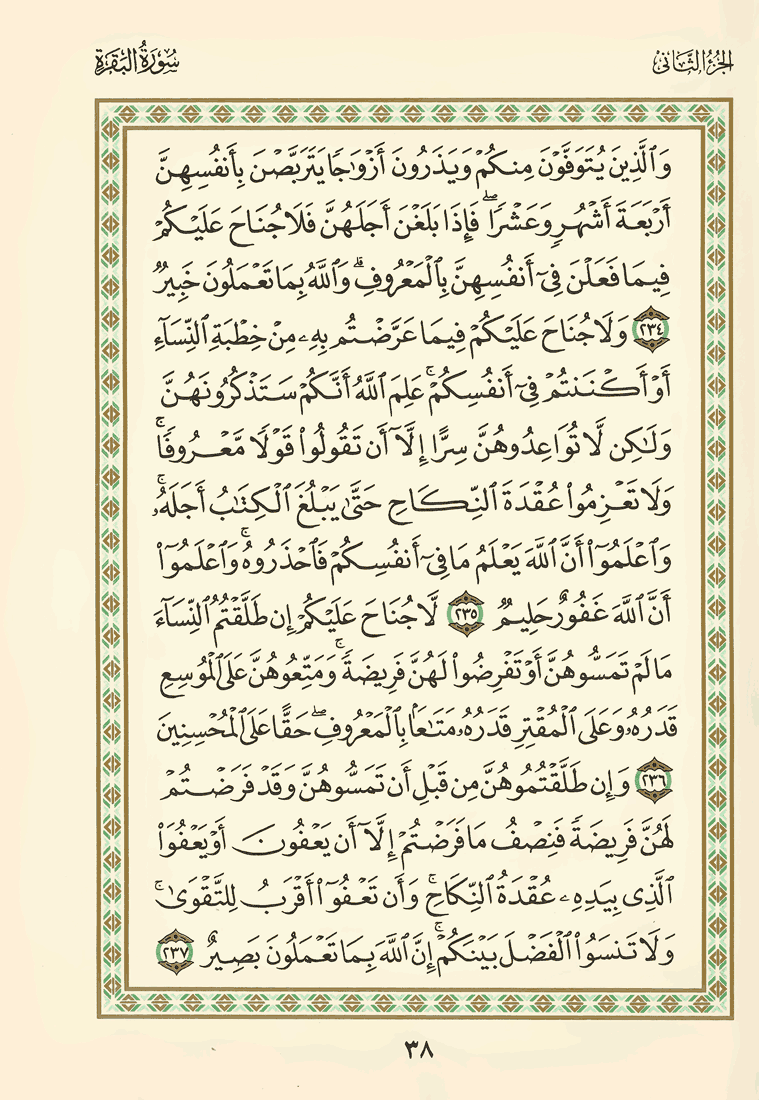 الجزء الثاني
سورة البقرة
وَٱلَّذِينَ يُتَوَفَّوْنَ مِنكُمْ وَيَذَرُونَ أَزْوَٰجًا يَتَرَبَّصْنَ بِأَنفُسِهِنَّ
أَرْبَعَةَ أَشْهُرٍ وَعَشْرًا ۖ فَإِذَا بَلَغْنَ أَجَلَهُنَّ فَلَا جُنَاحَ عَلَيْكُمْ
فِيمَا فَعَلْنَ فِىٓ أَنفُسِهِنَّ بِٱلْمَعْرُوفِ ۗ وَٱللَّهُ بِمَا تَعْمَلُونَ خَبِيرٌ
٢٣٤ وَلَا جُنَاحَ عَلَيْكُمْ فِيمَا عَرَّضْتُم بِهِۦ مِنْ خِطْبَةِ ٱلنِّسَآءِ
أَوْ أَكْنَنتُمْ فِىٓ أَنفُسِكُمْ ۚ عَلِمَ ٱللَّهُ أَنَّكُمْ سَتَذْكُرُونَهُنَّ
وَلَٰكِن لَّا تُوَاعِدُوهُنَّ سِرًّا إِلَّآ أَن تَقُولُوا۟ قَوْلًا مَّعْرُوفًا ۚ
وَلَا تَعْزِمُوا۟ عُقْدَةَ ٱلنِّكَاحِ حَتَّىٰ يَبْلُغَ ٱلْكِتَٰبُ أَجَلَهُۥ ۚ
وَٱعْلَمُوٓا۟ أَنَّ ٱللَّهَ يَعْلَمُ مَا فِىٓ أَنفُسِكُمْ فَٱحْذَرُوهُ ۚ وَٱعْلَمُوٓا۟
أَنَّ ٱللَّهَ غَفُورٌ حَلِيمٌ ٢٣٥ لَّا جُنَاحَ عَلَيْكُمْ إِن طَلَّقْتُمُ ٱلنِّسَآءَ
مَا لَمْ تَمَسُّوهُنَّ أَوْ تَفْرِضُوا۟ لَهُنَّ فَرِيضَةً ۚ وَمَتِّعُوهُنَّ عَلَى ٱلْمُوسِعِ
قَدَرُهُۥ وَعَلَى ٱلْمُقْتِرِ قَدَرُهُۥ مَتَٰعًۢا بِٱلْمَعْرُوفِ ۖ حَقًّا عَلَى ٱلْمُحْسِنِينَ
٢٣٦ وَإِن طَلَّقْتُمُوهُنَّ مِن قَبْلِ أَن تَمَسُّوهُنَّ وَقَدْ فَرَضْتُمْ
لَهُنَّ فَرِيضَةً فَنِصْفُ مَا فَرَضْتُمْ إِلَّآ أَن يَعْفُونَ أَوْ يَعْفُوَا۟
ٱلَّذِى بِيَدِهِۦ عُقْدَةُ ٱلنِّكَاحِ ۚ وَأَن تَعْفُوٓا۟ أَقْرَبُ لِلتَّقْوَىٰ ۚ
وَلَا تَنسَوُا۟ ٱلْفَضْلَ بَيْنَكُمْ ۚ إِنَّ ٱللَّهَ بِمَا تَعْمَلُونَ بَصِيرٌ ٢٣٧
٣٨